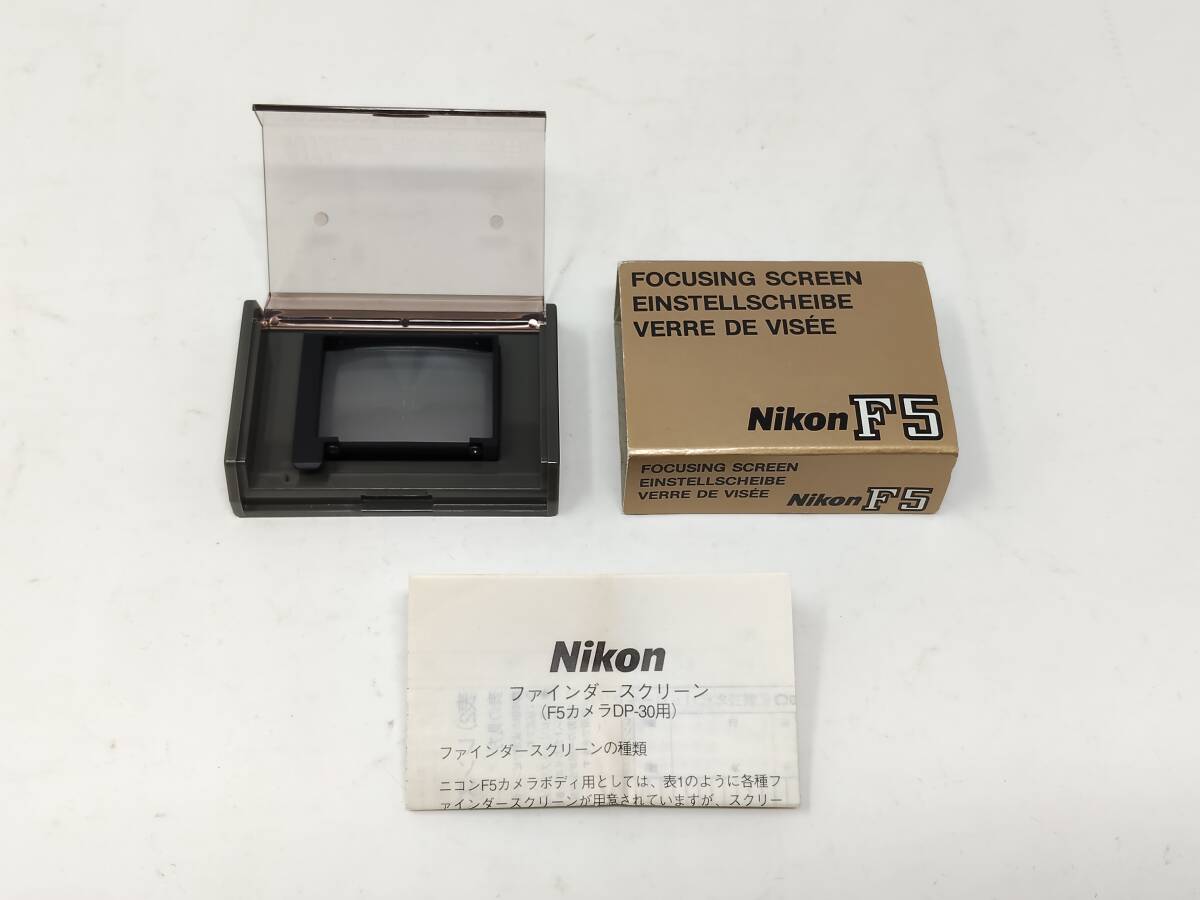 FOCUSING SCREEN
EINSTELLSCHEIBE
VERRE DE VISÉE
Nikon F5
FOCUSING SCREEN
EINSTELLSCHEIBE
VERRE DE VISÉE
Nikon F5
Nikon
ファインダースクリーン
(F5カメラDP-30用)
ファインダースクリーンの種類
ニコンF5カメラボディ用としては、表1のように各種フ
ァインダースクリーンが用意されていますが、スクリー